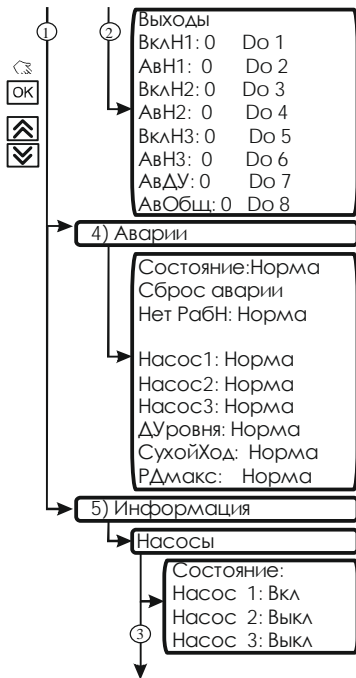 1
2
Выходы
ВклН1: 0 Do 1
АвН1: 0 Do 2
ВклН2: 0 Do 3
АвН2: 0 Do 4
ВклН3: 0 Do 5
АвН3: 0 Do 6
АвДУ: 0 Do 7
АвОбщ: 0 Do 8
OK
4) Аварии
Состояние:Норма
Сброс аварии
Нет РабН: Норма
Насос1: Норма
Насос2: Норма
Насос3: Норма
ДУровня: Норма
СухойХод: Норма
РДмакс: Норма
5) Информация
Насосы
Состояние:
Насос 1: Вкл
Насос 2: Выкл
Насос 3: Выкл
3